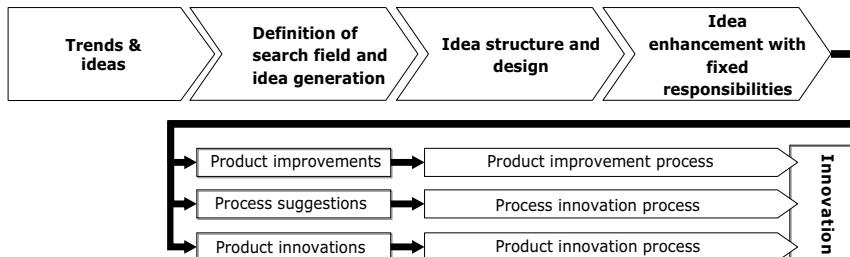 Trends &
ideas
Definition of
search field and
idea generation
Idea structure and
design
Idea
enhancement with
fixed
responsibilities
Product improvements
Product improvement process
Process suggestions
Process innovation process
Product innovations
Product innovation process
Innovation